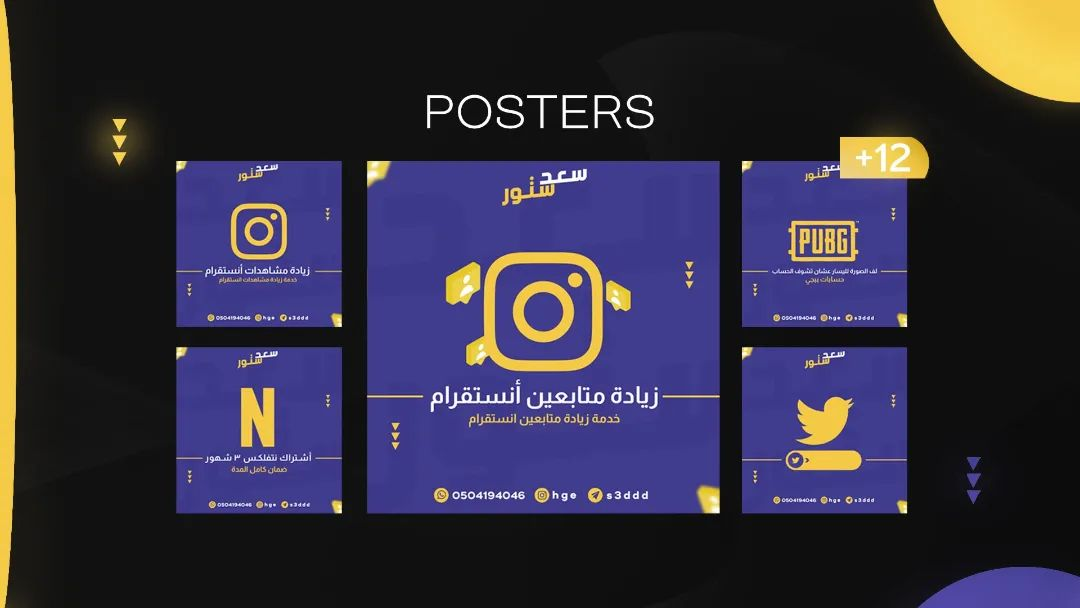 POSTERS
+12
سعد
ستور
زيادة مشاهدات أنستقرام
خدمة زيادة مشاهدات انستقرام
0504194046 hge s3ddd
سعد
ستور
أشتراك نتفلكس ٣ شهور
ضمان كامل المدة
0504194046 hge s3ddd
سعد
ستور
زيادة متابعين أنستقرام
خدمة زيادة متابعين انستقرام
0504194046 hge s3ddd
سعد
ستور
PUBG
لف الصورة لليسار عشان تشوف الحساب
حسابات ببجي
0504194046 hge s3ddd
سعد
ستور
0504194046 hge s3ddd